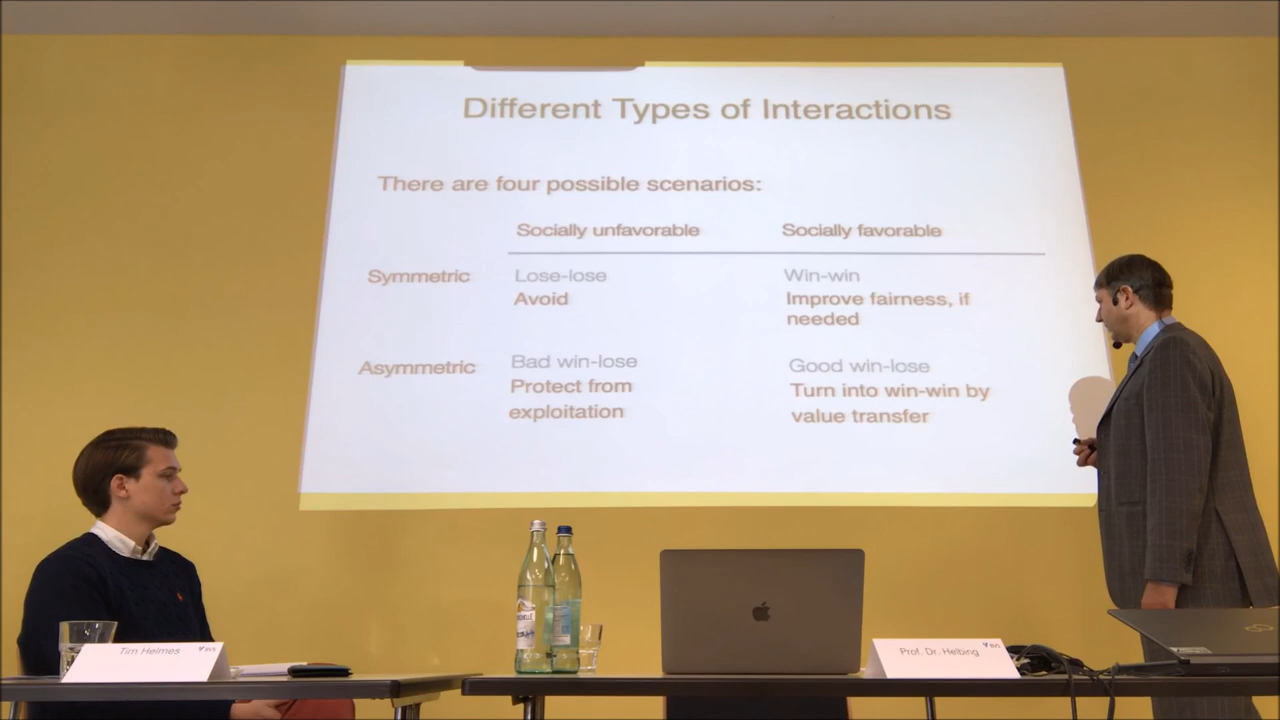 Different Types of Interactions
There are four possible scenarios:
Socially unfavorable Socially favorable
Symmetric Lose-lose Win-win
Avoid Improve fairness, if
needed
Asymmetric Bad win-lose Good win-lose
Protect from Turn into win-win by
exploitation value transfer
Tim Helmes
Prof. Dr. Helbing